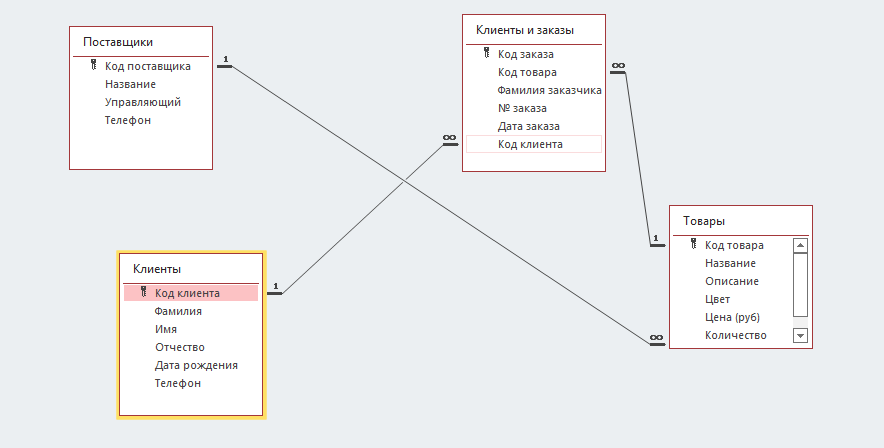 Поставщики
Код поставщика
Название
Управляющий
Телефон
1
Клиенты и заказы
Код заказа
Код товара
Фамилия заказчика
№ заказа
Дата заказа
Код клиента
∞
∞
Клиенты
Код клиента
Фамилия
Имя
Отчество
Дата рождения
Телефон
1
Товары
Код товара
Название
Описание
Цвет
Цена (руб)
Количество
1
∞